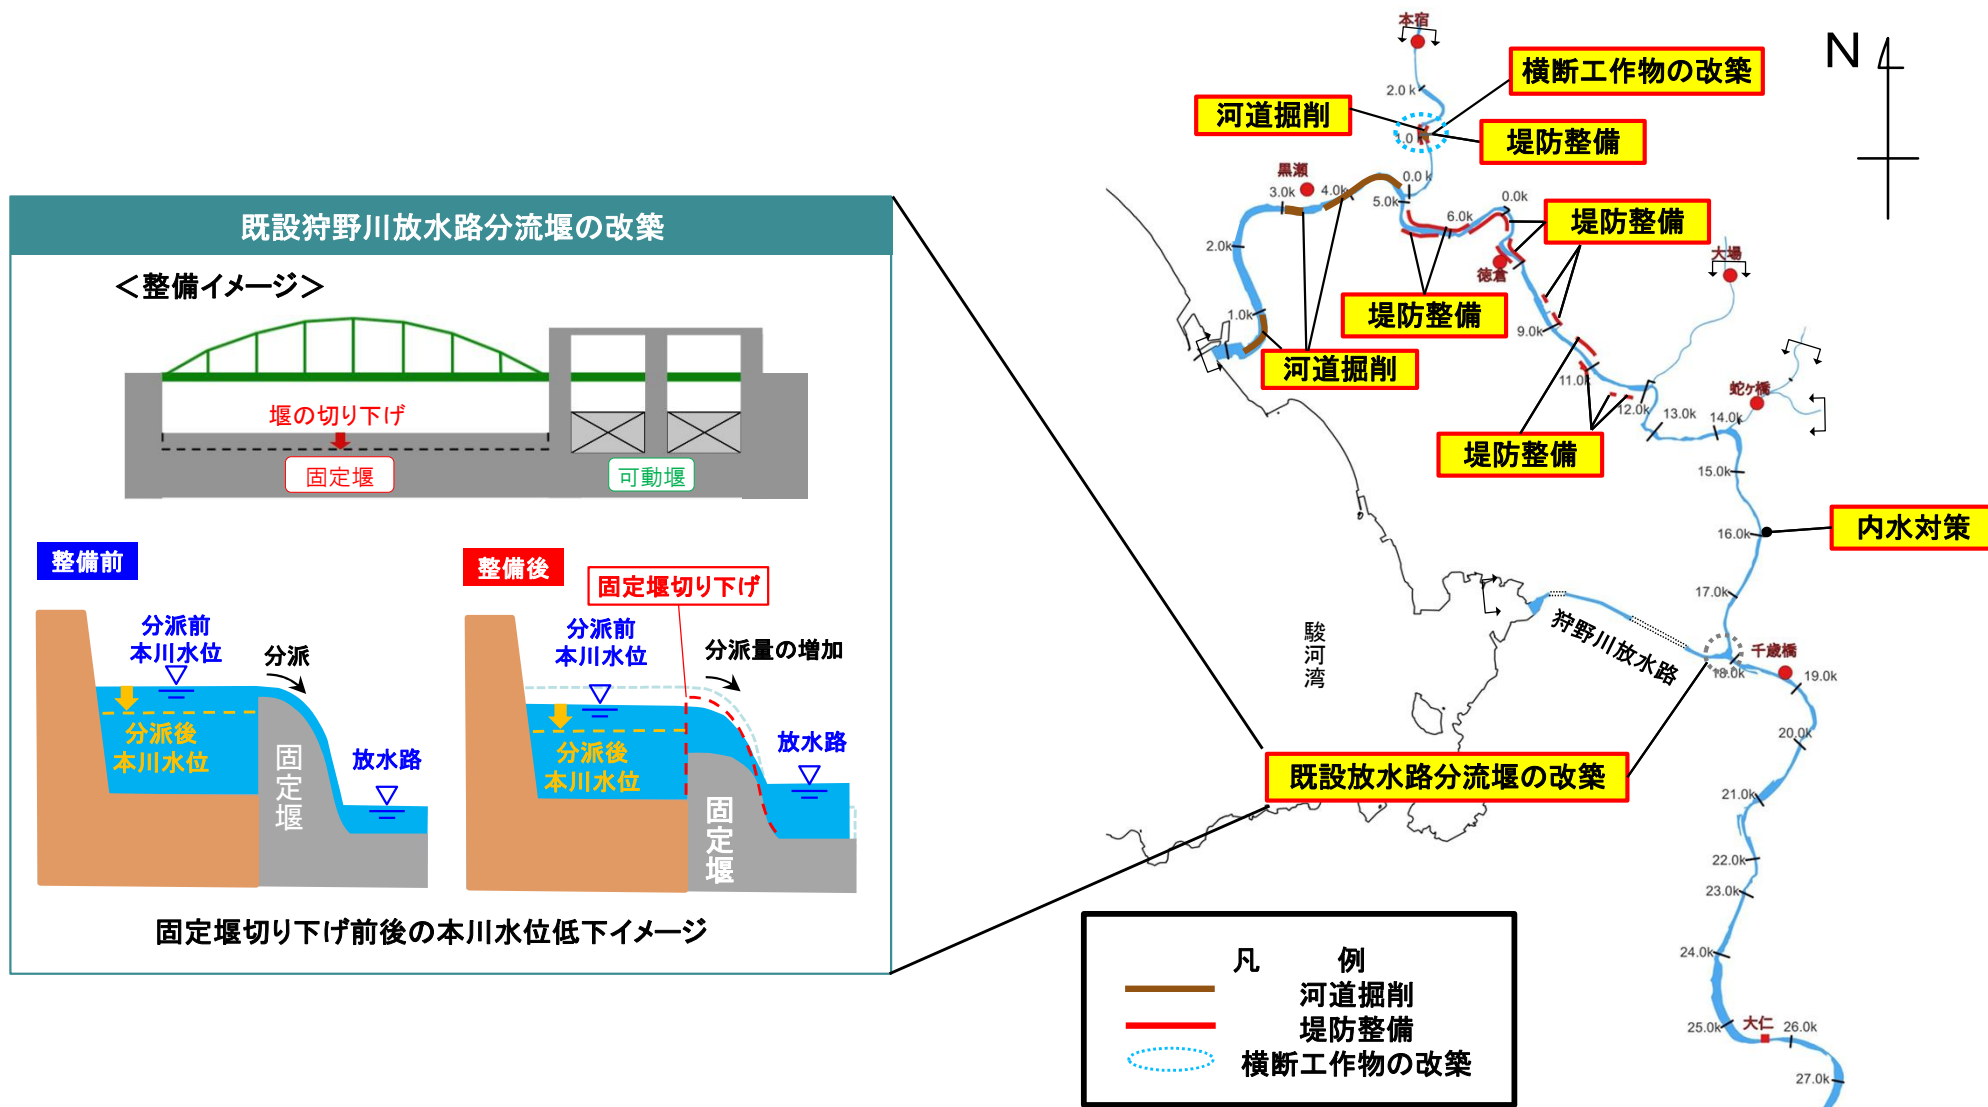 既設狩野川放水路分流堰の改築
＜整備イメージ＞
堰の切り下げ
固定堰
可動堰
整備前
分派前
本川水位
分派
分派後
本川水位
固定堰
放水路
整備後
固定堰切り下げ
分派前
本川水位
分派量の増加
分派後
本川水位
固定堰
放水路
固定堰切り下げ前後の本川水位低下イメージ
本宿
N
横断工作物の改築
2.0k
河道掘削
1.0
堤防整備
黒瀬
0.0k
3.0k
4.0k
5.0k
6.0k
0.0k
堤防整備
2.0k
徳倉
大場
堤防整備
1.0k
9.0k
河道掘削
11.0k
蛇ケ橋
12.0k
13.0k
14.0k
堤防整備
15.0k
16.0k
内水対策
17.0k
狩野川放水路
駿河湾
千歳橋
18.0k
19.0k
20.0k
既設放水路分流堰の改築
21.0k
22.0k
23.0k
24.0k
25.0k
大仁
26.0k
27.0k
凡　例
河道掘削
堤防整備
横断工作物の改築